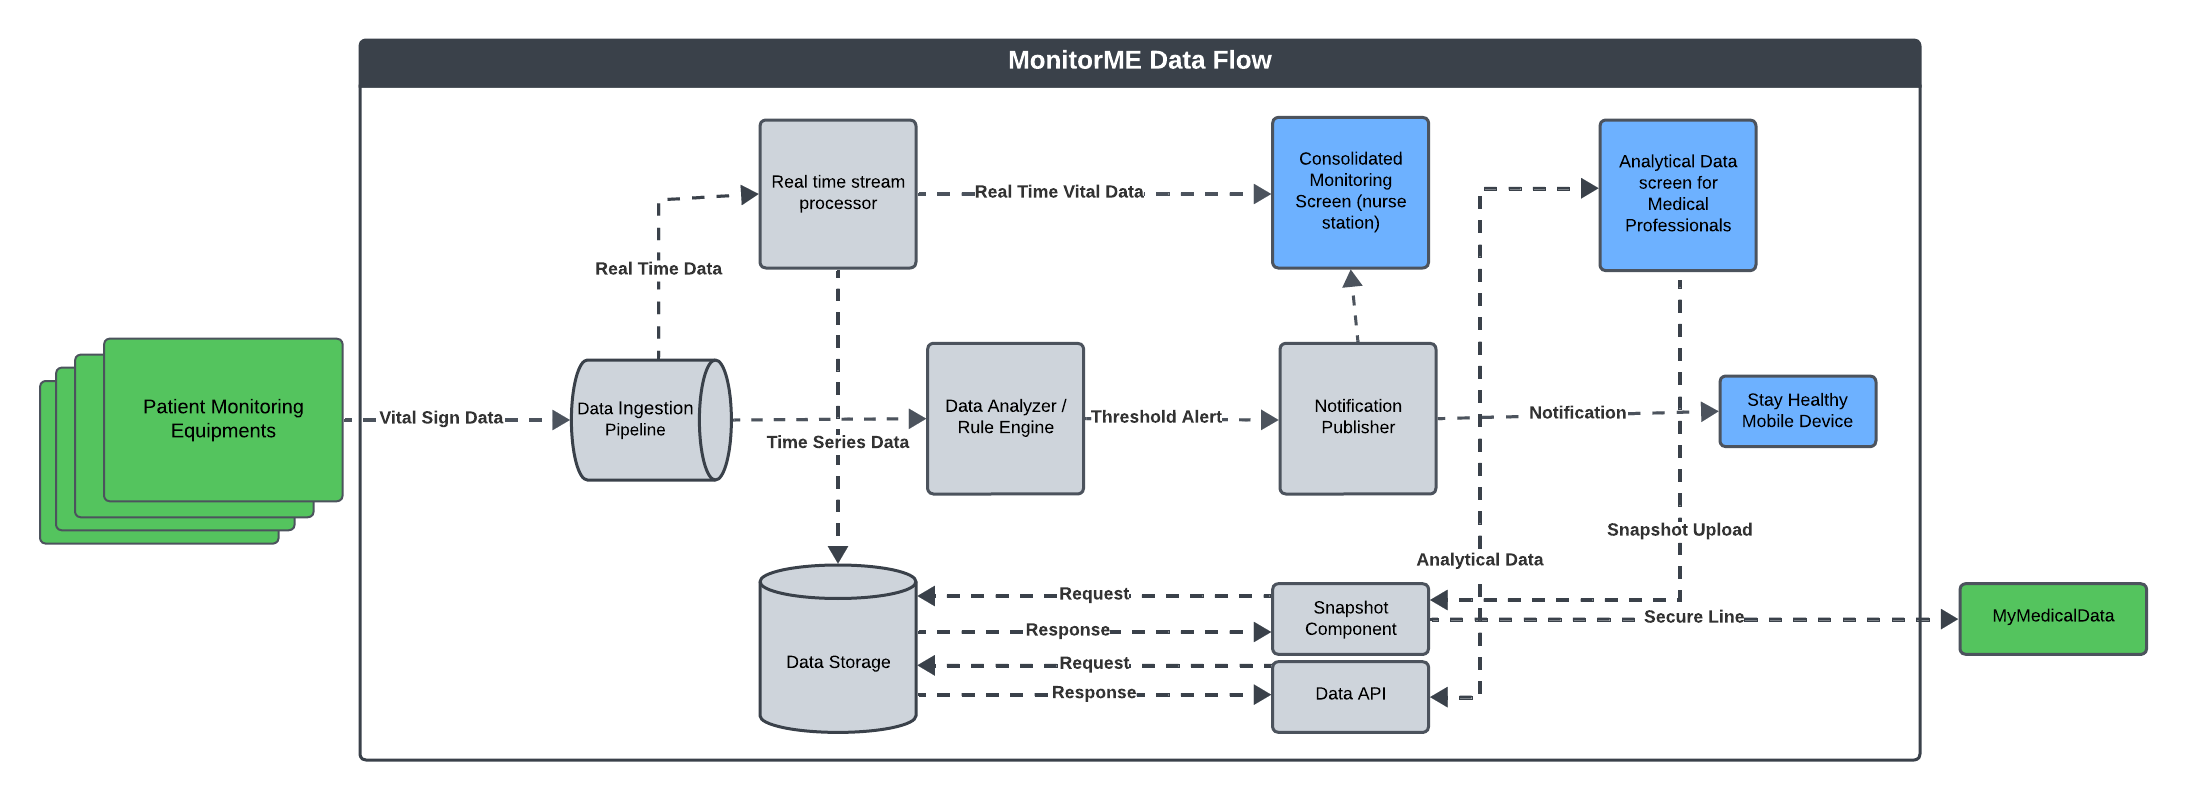 MonitorME Data Flow
Real time stream
processor
Real Time Vital Data
Consolidated
Monitoring
Screen (nurse
station)
Analytical Data
screen for
Medical
Professionals
Real Time Data
Patient Monitoring
Equipments
Vital Sign Data
Data Ingestion
Pipeline
Time Series Data
Data Analyzer /
Rule Engine
Threshold Alert
Notification
Publisher
Notification
Stay Healthy
Mobile Device
Snapshot Upload
Analytical Data
Request
Response
Snapshot
Component
Secure Line
MyMedicalData
Data Storage
Request
Response
Data API